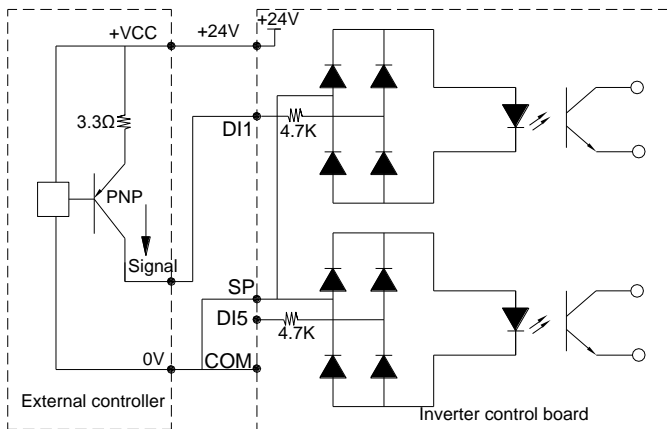 +24V
+VCC
+24V
3.3Ω
DI1
4.7K
PNP
Signal
SP
DI5
4.7K
0V
COM
External controller
Inverter control board